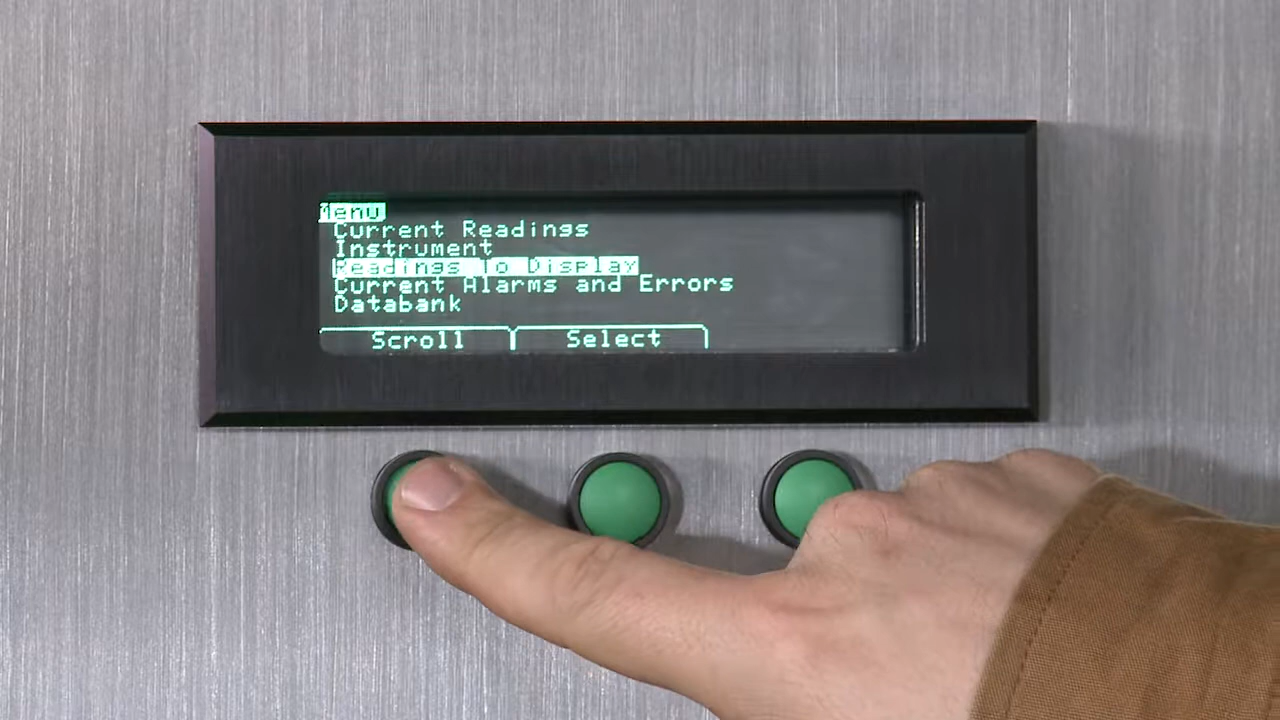 Menu
Current Readings
Instrument
Readings To Display
Current Alarms and Errors
Databank
Scroll Select